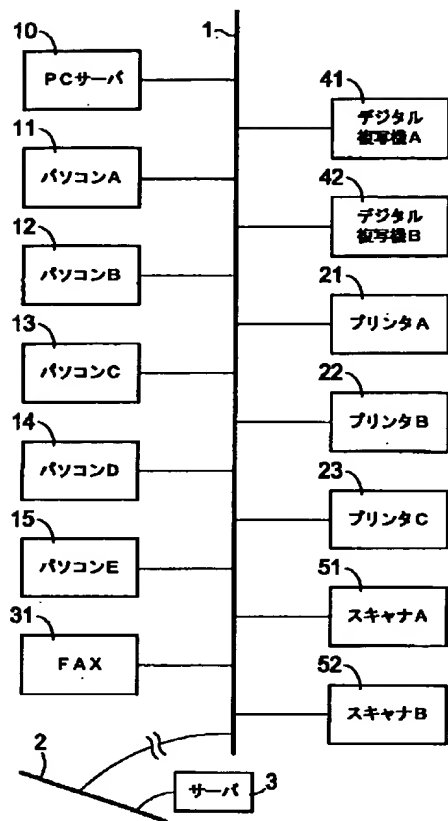 10
PCサーバ
11
パソコンA
12
パソコンB
13
パソコンC
14
パソコンD
15
パソコンE
31
FAX
1
41
デジタル
複写機A
42
デジタル
複写機B
21
プリンタA
22
プリンタB
23
プリンタC
51
スキャナA
52
スキャナB
2
サーバ
3